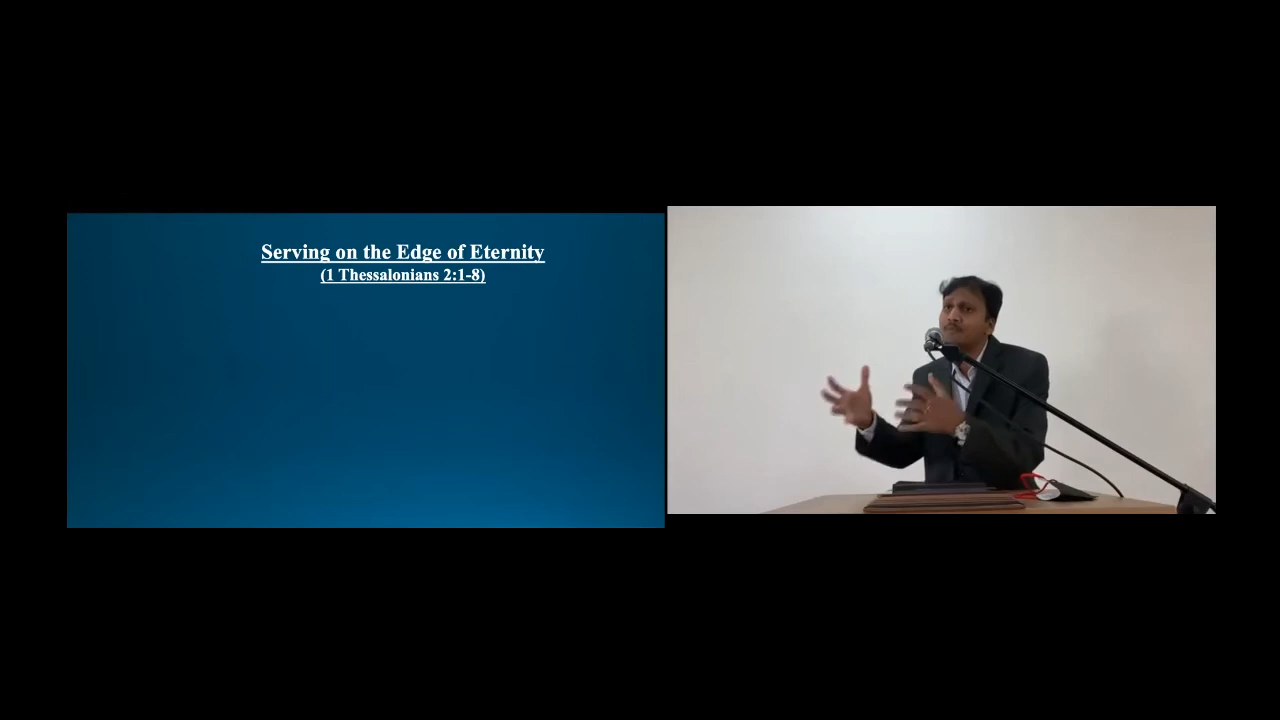 Serving on the Edge of Eternity
(1 Thessalonians 2:1-8)